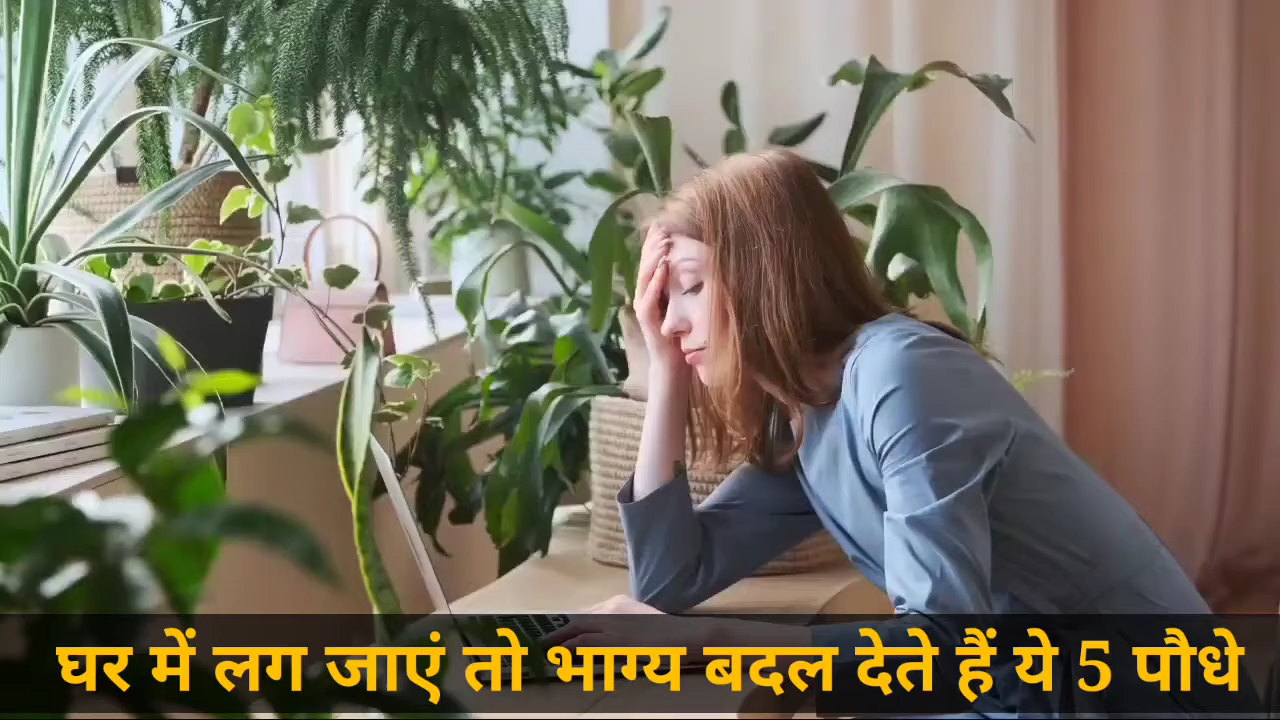 घर में लग जाएं तो भाग्य बदल देते हैं ये 5 पौधे